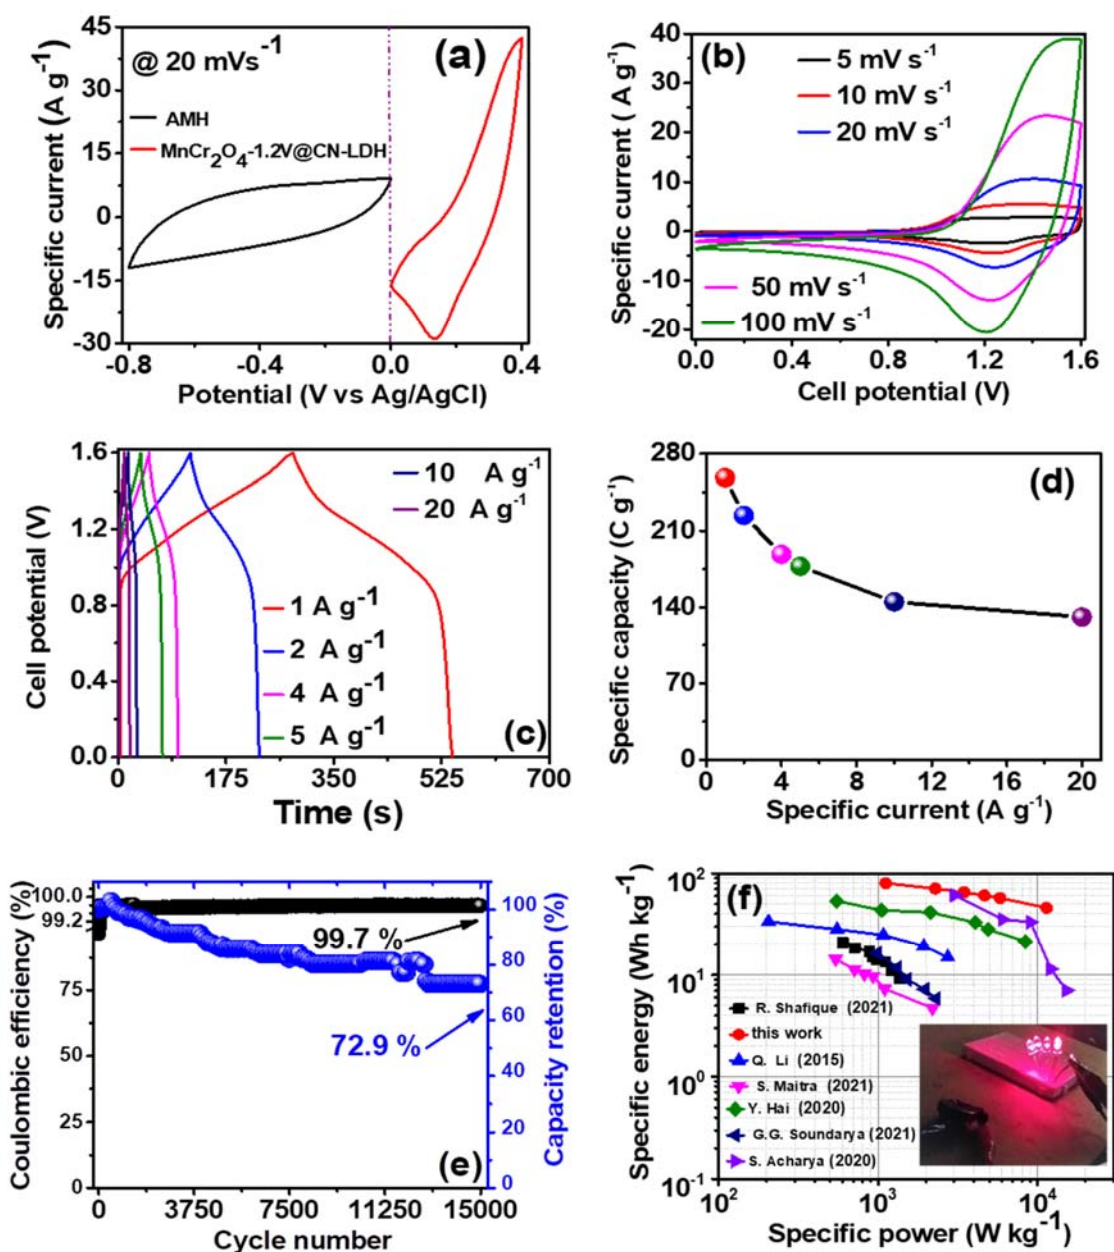 (a)
@ 20 mVs-1
AMH
MnCr2O4-1.2V@CN-LDH
Specific current (A g-1)
45
30
15
0
-15
-30
-0.8
-0.4
0.0
0.4
Potential (V vs Ag/AgCl)
(b)
5 mV s-1
10 mV s-1
20 mV s-1
50 mV s-1
100 mV s-1
Specific current ( A g-1)
40
30
20
10
0
-10
-20
0.0
0.4
0.8
1.2
1.6
Cell potential (V)
(c)
10 A g-1
20 A g-1
1 A g-1
2 A g-1
4 A g-1
5 A g-1
Cell potential (V)
1.6
1.2
0.8
0.4
0.0
0
175
350
525
700
Time (s)
(d)
Specific capacity (C g-1)
280
210
140
70
0
0
4
8
12
16
20
Specific current (A g-1)
(e)
Coulombic efficiency (%)
100.0
99.2
75
50
25
0
99.7 %
72.9 %
100
80
60
40
20
0
Capacity retention (%)
0
3750
7500
11250
15000
Cycle number
(f)
Specific energy (Wh kg-1)
102
101
100
10-1
R. Shafique (2021)
this work
Q. Li (2015)
S. Maitra (2021)
Y. Hai (2020)
G.G. Soundarya (2021)
S. Acharya (2020)
102
103
104
Specific power (W kg-1)